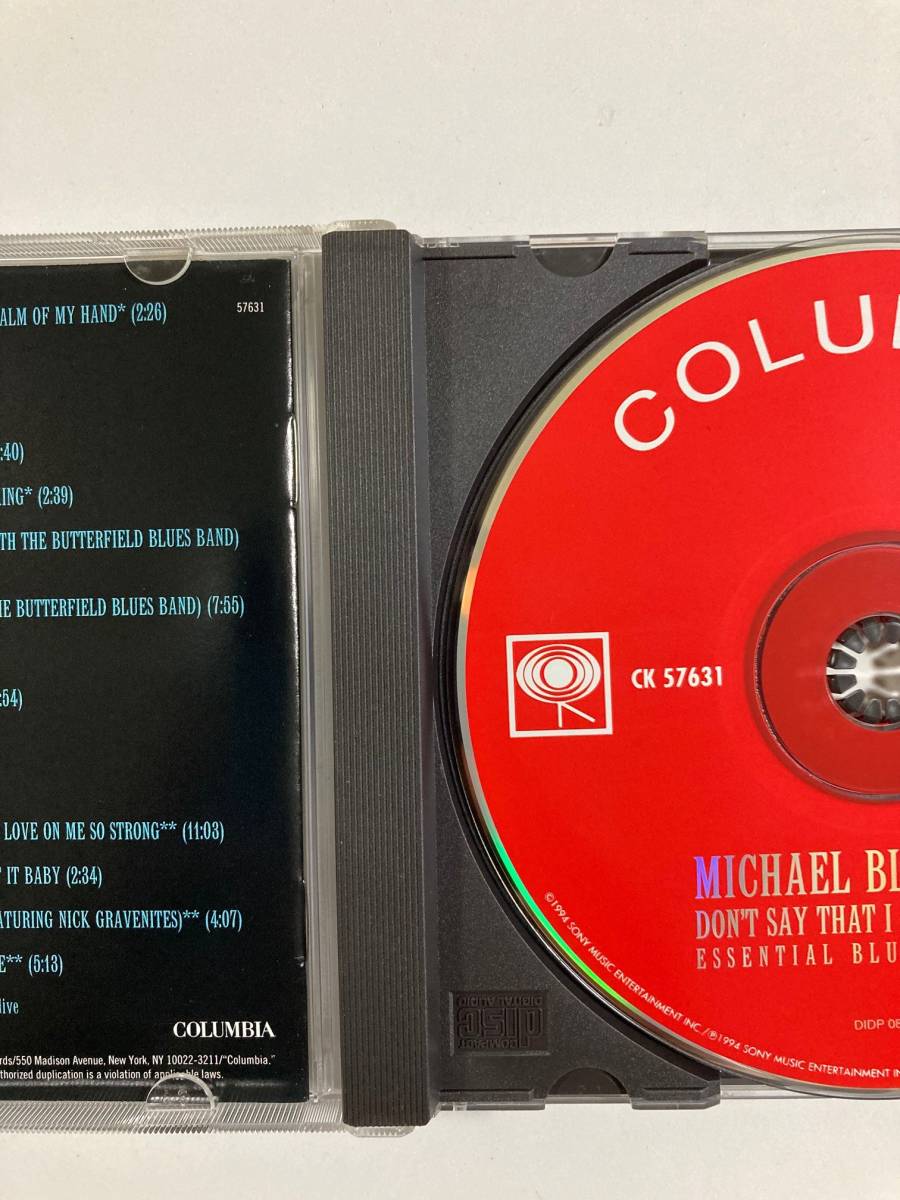 ALM OF MY HAND* (2:26)
57631
:40)
ING* (2:39)
TH THE BUTTERFIELD BLUES BAND)
HE BUTTERFIELD BLUES BAND) (7:55)
:54)
LOVE ON ME SO STRONG** (11:03)
IT BABY (2:34)
ATURING NICK GRAVENITES)** (4:07)
E** (5:13)
live
COLUMBIA
rds/550 Madison Avenue, New York, NY 10022-3211/"Columbia."
thorized duplication is a violation of applicable laws.
COLUM
CK 57631
MICHAEL BL
DON'T SAY THAT I
ESSENTIAL BLU
DIDP 08
©1994 SONY MUSIC ENTERTAINMENT INC./℗1994 SONY MUSIC ENTERTAINMENT IN
COMPACT
disc
DIGITAL AUDIO